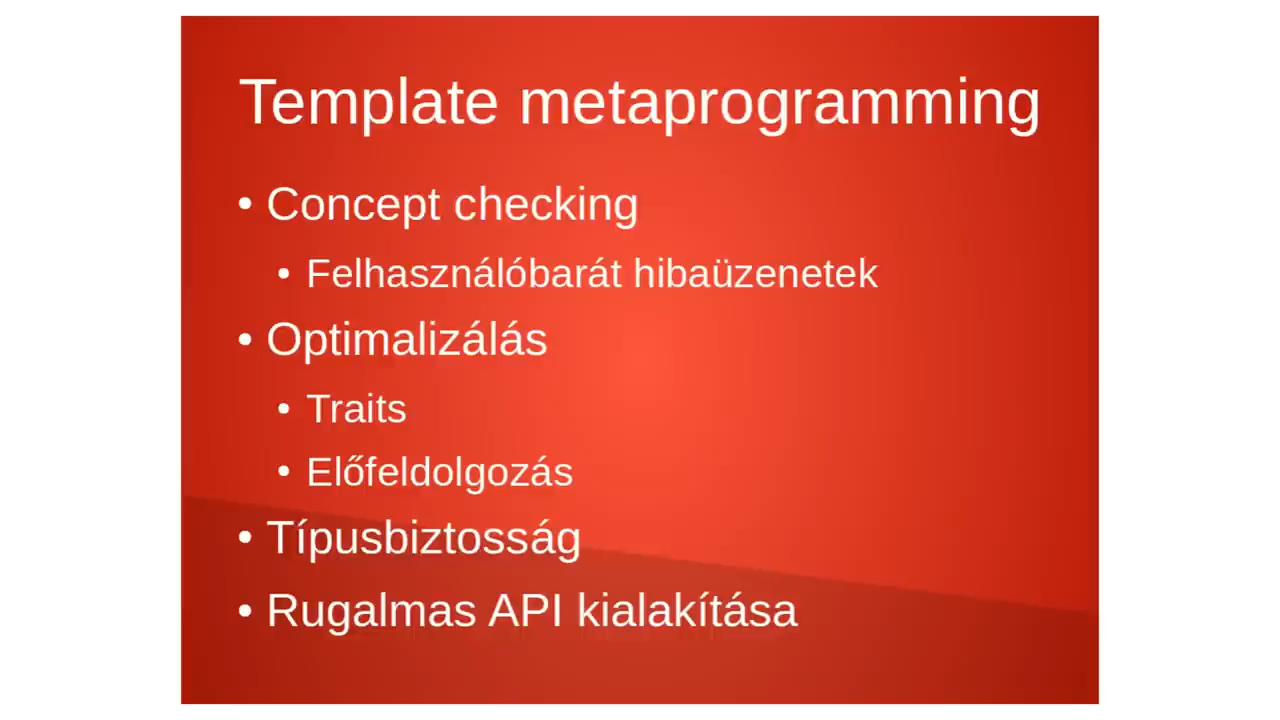 Template metaprogramming
• Concept checking
• Felhasználóbarát hibaüzenetek
• Optimalizálás
• Traits
• Előfeldolgozás
• Típusbiztosság
• Rugalmas API kialakítása